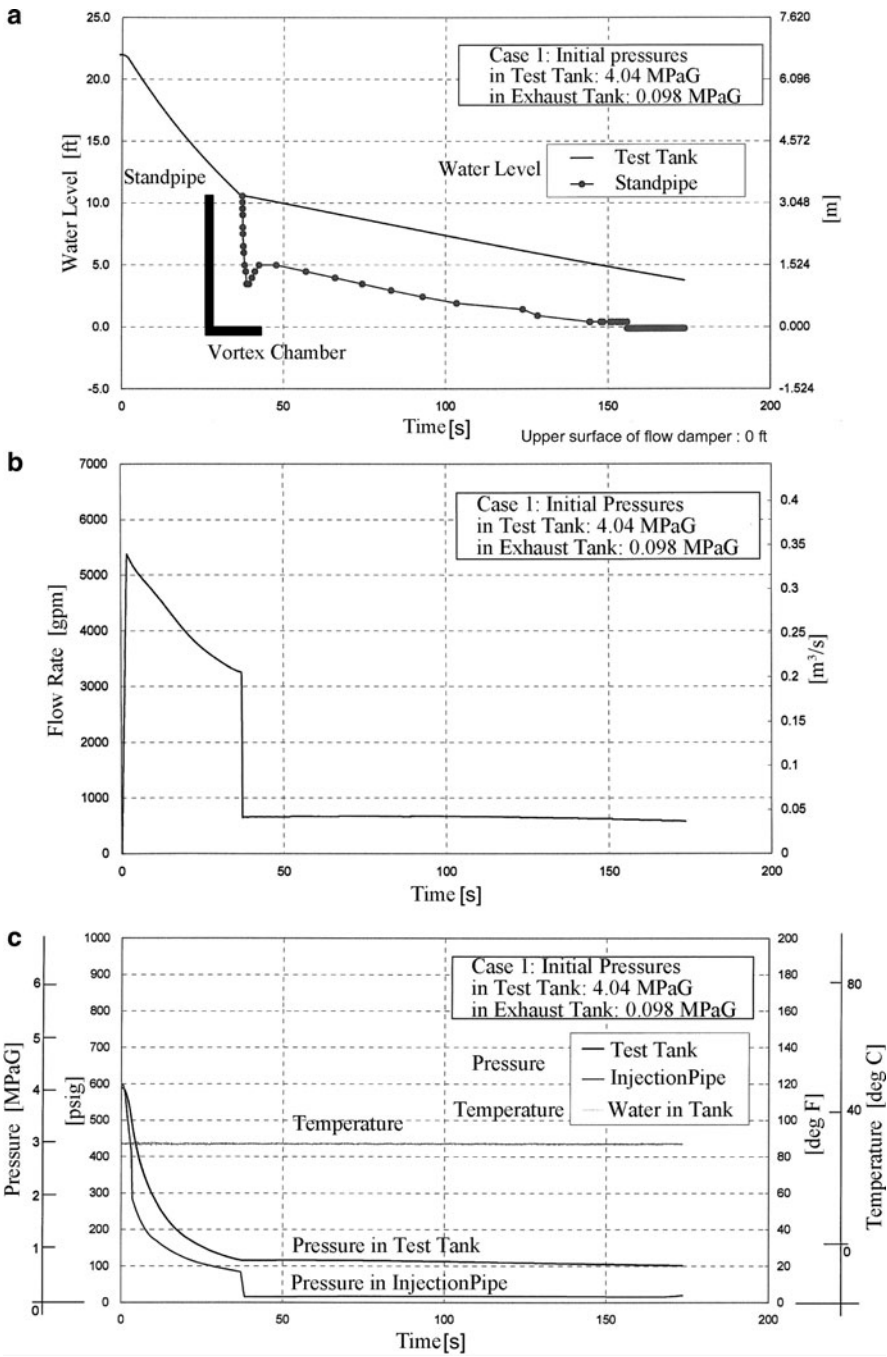 a
25.0
20.0
15.0
10.0
5.0
0.0
-5.0
Water Level [ft]
7.620
6.096
4.572
3.048
1.524
0.000
-1.524
[m]
Case 1: Initial pressures
in Test Tank: 4.04 MPaG
in Exhaust Tank: 0.098 MPaG
Water Level
Test Tank
Standpipe
Standpipe
Vortex Chamber
0
50
100
150
200
Time [s]
Upper surface of flow damper : 0 ft
b
7000
6000
5000
4000
3000
2000
1000
0
Flow Rate [gpm]
0.4
0.35
0.3
0.25
0.2
0.15
0.1
0.05
0
[m³/s]
Case 1: Initial Pressures
in Test Tank: 4.04 MPaG
in Exhaust Tank: 0.098 MPaG
0
50
100
150
200
Time [s]
c
6
5
4
3
2
1
0
Pressure [MPaG]
1000
900
800
700
600
500
400
300
200
100
0
[psig]
200
180
160
140
120
100
80
60
40
20
0
[deg F]
80
40
0
Temperature [deg C]
Case 1: Initial Pressures
in Test Tank: 4.04 MPaG
in Exhaust Tank: 0.098 MPaG
Pressure
Temperature
Test Tank
InjectionPipe
Water in Tank
Temperature
Pressure in Test Tank
Pressure in InjectionPipe
0
50
100
150
200
Time [s]